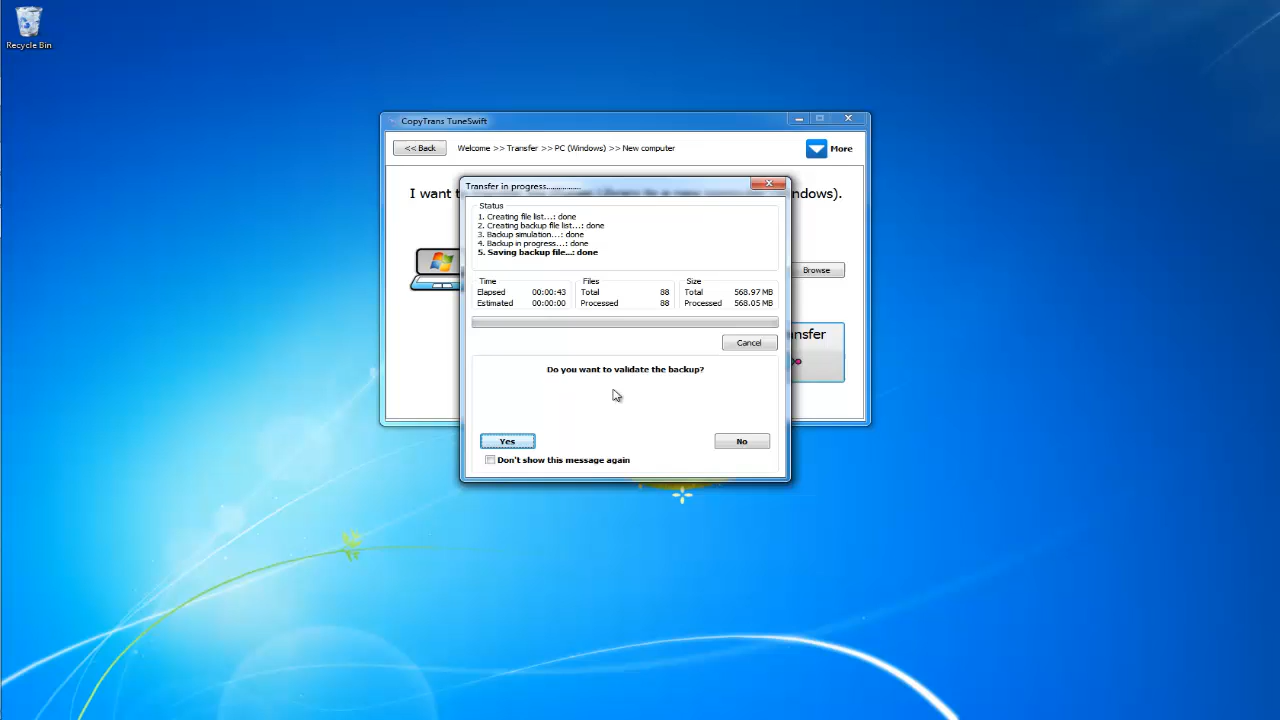 Recycle Bin
CopyTrans TuneSwift
<< Back
Welcome >> Transfer >> PC (Windows) >> New computer
More
I want t
ndows).
Browse
nsfer
Transfer in progress...............
Status
1. Creating file list...: done
2. Creating backup file list...: done
3. Backup simulation...: done
4. Backup in progress...: done
5. Saving backup file...: done
Time
Elapsed 00:00:43
Estimated 00:00:00
Files
Total 88
Processed 88
Size
Total 568.97 MB
Processed 568.05 MB
Cancel
Do you want to validate the backup?
Yes
No
Don't show this message again